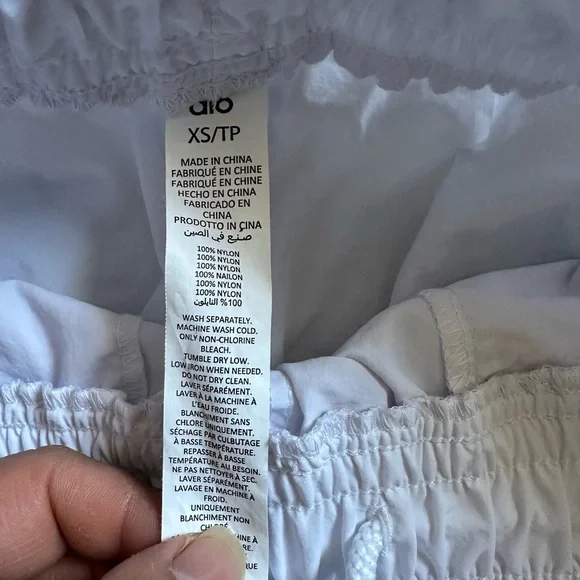 alo
XS/TP
MADE IN CHINA
FABRIQUÉ EN CHINE
FABRIQUÉ EN CHINE
HECHO EN CHINA
FABRICADO EN
CHINA
PRODOTTO IN CINA
صنع في الصين
100% NYLON
100% NYLON
100% NYLON
100% NAILON
100% NYLON
100% NYLON
100% النايلون
WASH SEPARATELY.
MACHINE WASH COLD.
ONLY NON-CHLORINE
BLEACH.
TUMBLE DRY LOW.
LOW IRON WHEN NEEDED.
DO NOT DRY CLEAN.
LAVER SÉPARÉMENT.
LAVER À LA MACHINE À
L'EAU FROIDE.
BLANCHIMENT SANS
CHLORE UNIQUEMENT.
SÉCHAGE PAR CULBUTAGE
À BASSE TEMPÉRATURE.
REPASSER À BASSE
TEMPÉRATURE AU BESOIN.
NE PAS NETTOYER À SEC.
LAVER SÉPARÉMENT.
LAVAGE EN MACHINE À
FROID.
UNIQUEMENT
BLANCHIMENT NON